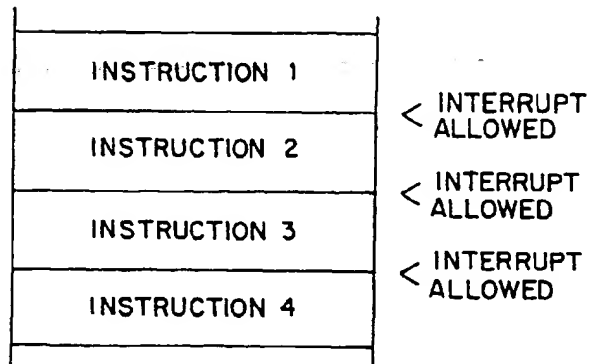 INSTRUCTION 1
< INTERRUPT
ALLOWED
INSTRUCTION 2
< INTERRUPT
ALLOWED
INSTRUCTION 3
< INTERRUPT
ALLOWED
INSTRUCTION 4